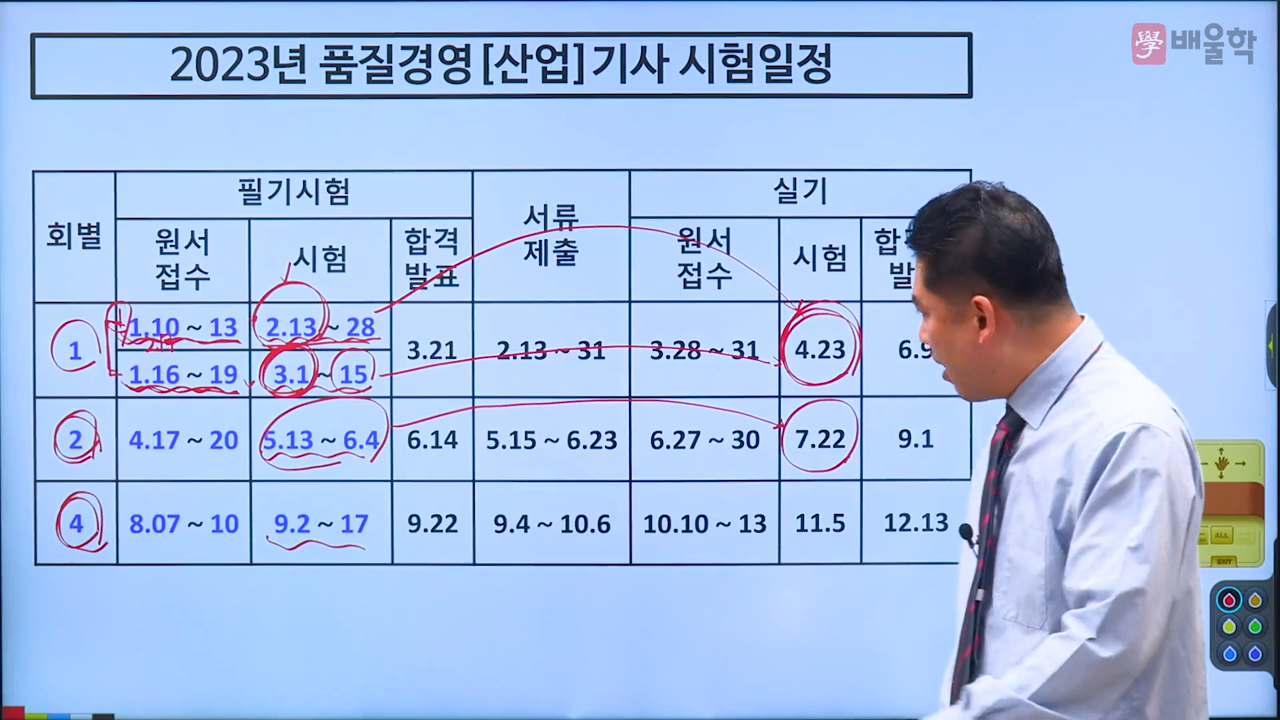 學 배울학
2023년 품질경영[산업]기사 시험일정
회별
필기시험
서류
제출
실기
원서
접수
시험
합격
발표
원서
접수
시험
1
1.10 ~ 13
2.13 ~ 28
1.16 ~ 19
3.1 ~ 15
3.21
2.13 ~ 31
3.28 ~ 31
4.23
2
4.17 ~ 20
5.13 ~ 6.4
6.14
5.15 ~ 6.23
6.27 ~ 30
7.22
9.1
4
8.07 ~ 10
9.2 ~ 17
9.22
9.4 ~ 10.6
10.10 ~ 13
11.5
12.13
ALL
EXIT